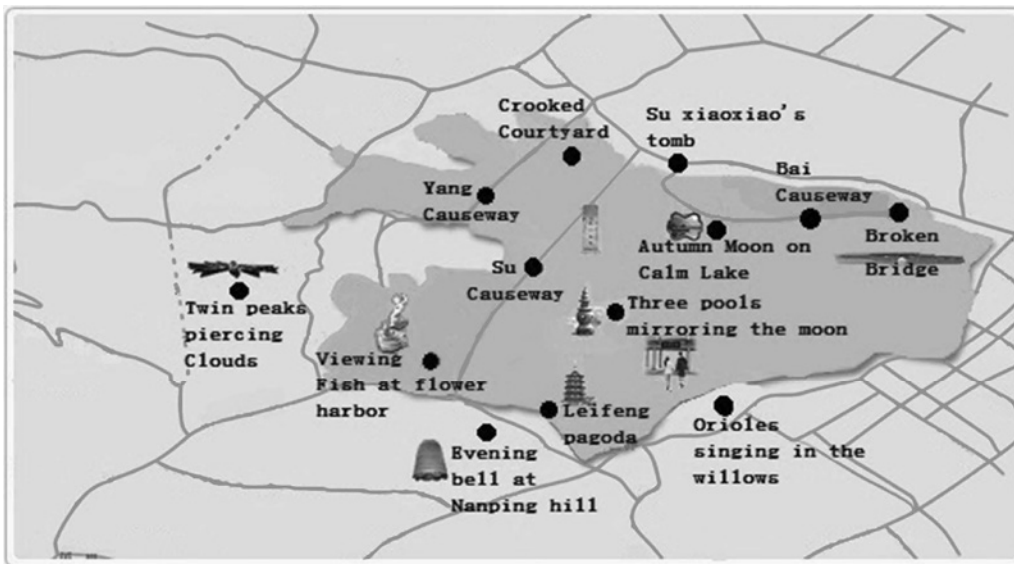 Crooked
Courtyard
Su xiaoxiao's
tomb
Yang
Causeway
Bai
Causeway
Broken
Bridge
Autumn Moon on
Calm Lake
Su
Causeway
Twin peaks
piercing
Clouds
Three pools
mirroring the moon
Viewing
Fish at flower
harbor
Leifeng
pagoda
Orioles
singing in the
willows
Evening
bell at
Nanping hill